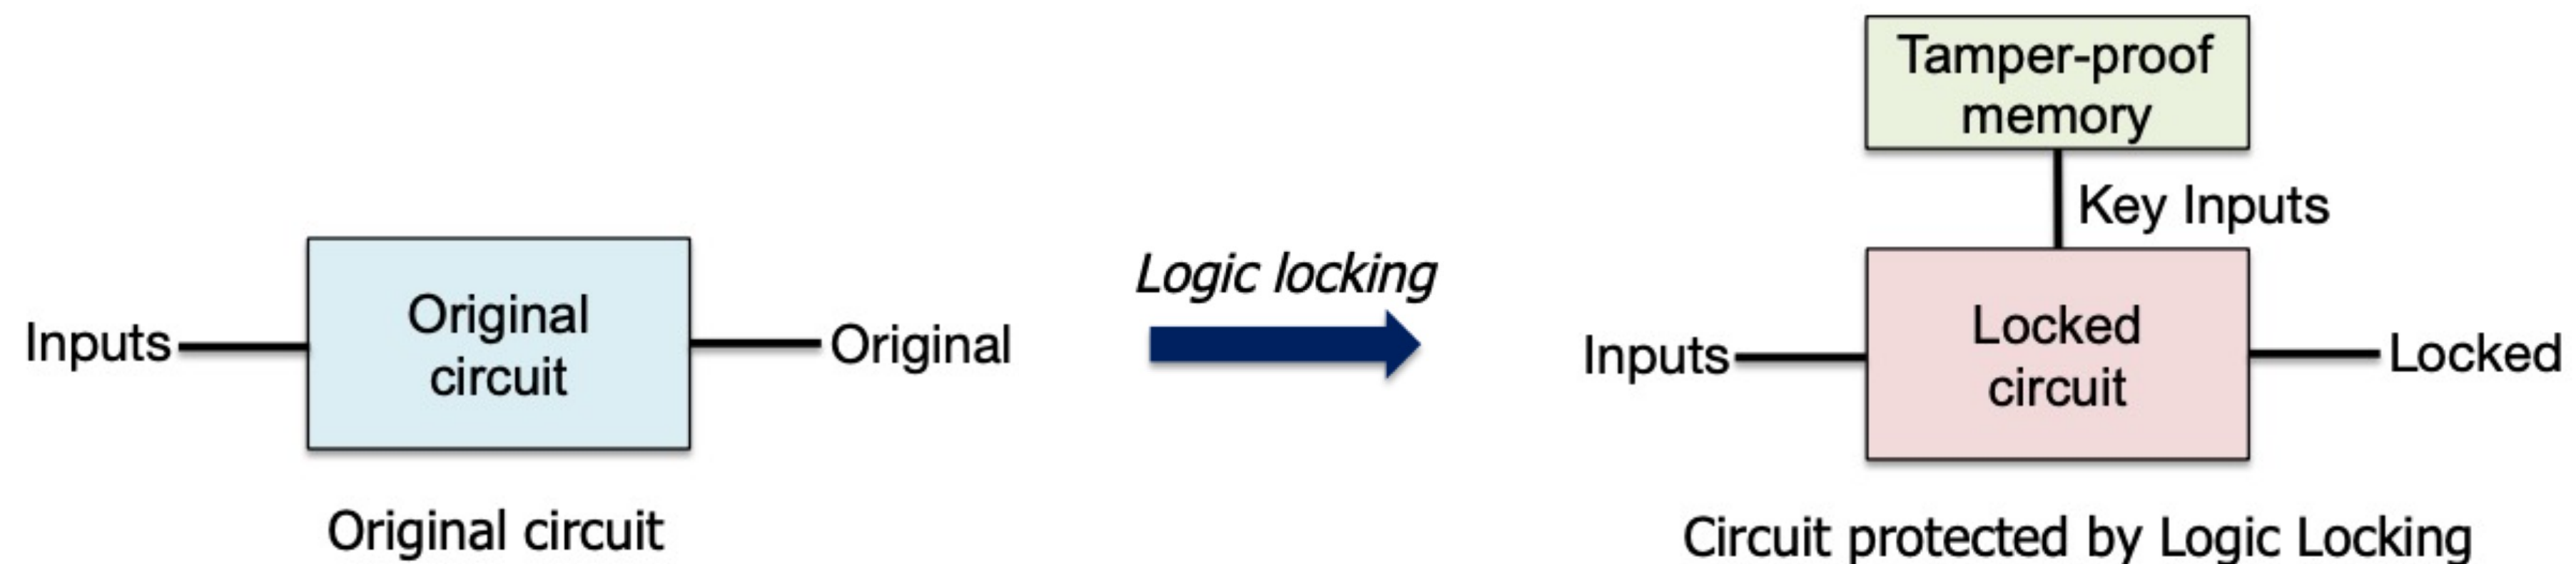 Inputs
Original
circuit
Original
Original circuit
Logic locking
Tamper-proof
memory
Key Inputs
Inputs
Locked
circuit
Locked
Circuit protected by Logic Locking